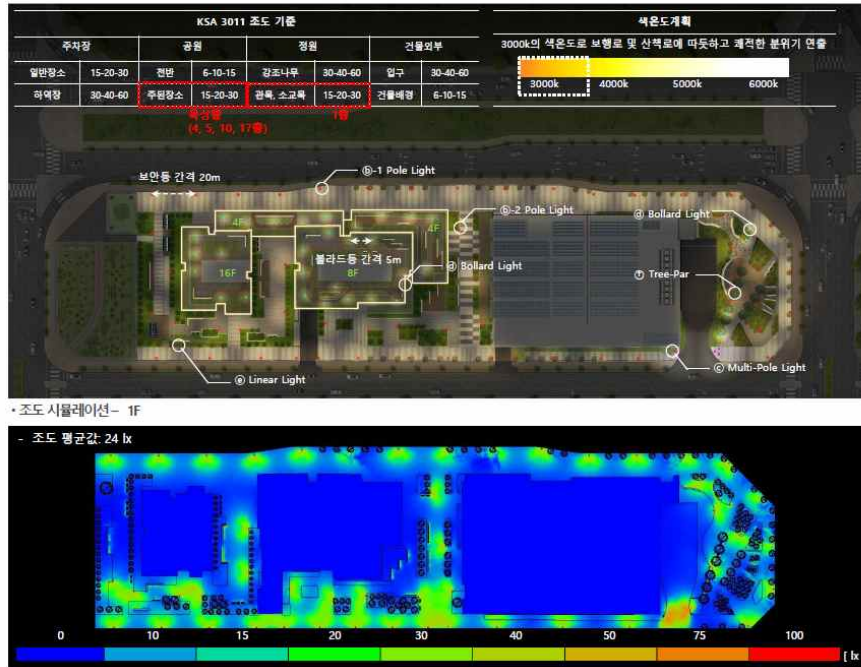 KSA 3011 조도 기준
주차장 공원 정원 건물외부
일반장소 15-20-30 전반 6-10-15 강조나무 30-40-60 입구 30-40-60
하역장 30-40-60 주된장소 15-20-30 관목, 소교목 15-20-30 건물배경 6-10-15
옥상층 1층
(4, 5, 10, 17층)
색온도계획
3000k의 색온도로 보행로 및 산책로에 따듯하고 쾌적한 분위기 연출
3000k 4000k 5000k 6000k
보안등 간격 20m
ⓑ-1 Pole Light
ⓑ-2 Pole Light
ⓓ Bollard Light
4F
4F
볼라드등 간격 5m
ⓓ Bollard Light
16F
8F
ⓕ Tree-Par
ⓔ Linear Light
ⓒ Multi-Pole Light
• 조도 시뮬레이션 – 1F
- 조도 평균값: 24 lx
0 10 15 20 30 40 50 75 100
[ lx